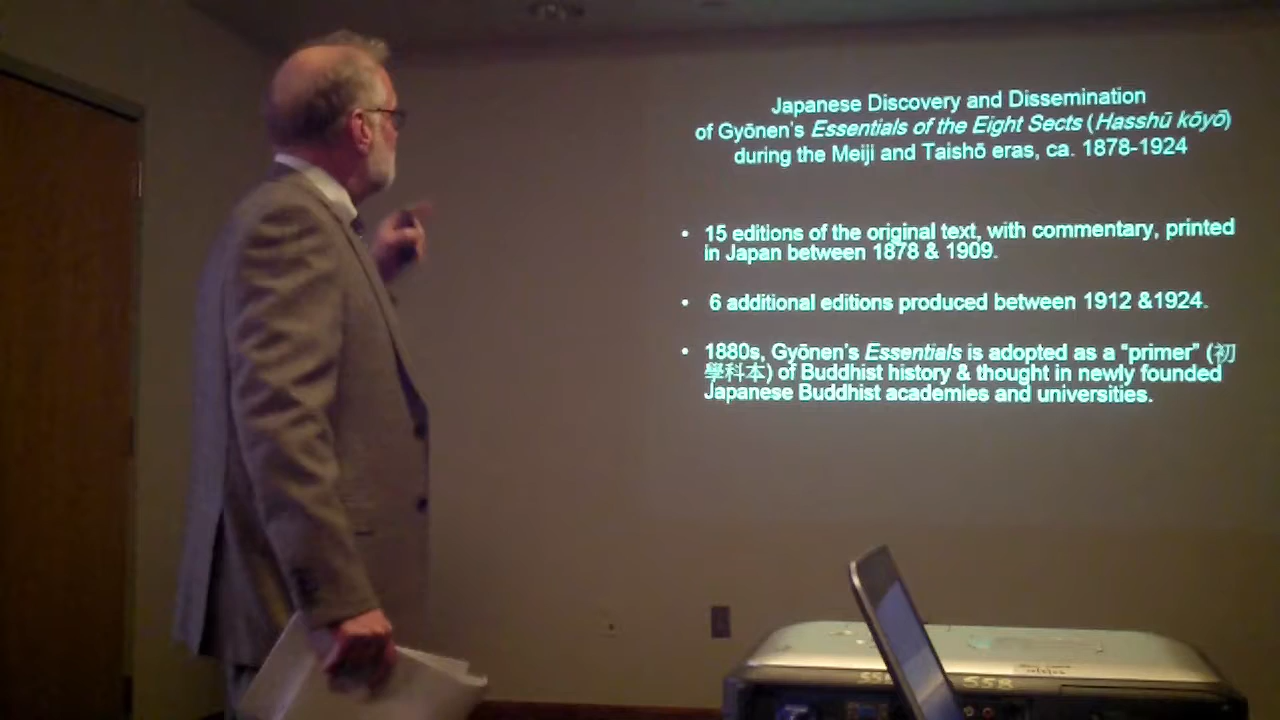 Japanese Discovery and Dissemination
of Gyōnen's Essentials of the Eight Sects (Hasshū kōyō)
during the Meiji and Taishō eras, ca. 1878-1924
• 15 editions of the original text, with commentary, printed
in Japan between 1878 & 1909.
• 6 additional editions produced between 1912 &1924.
• 1880s, Gyōnen's Essentials is adopted as a "primer" (初
學科本) of Buddhist history & thought in newly founded
Japanese Buddhist academies and universities.
558